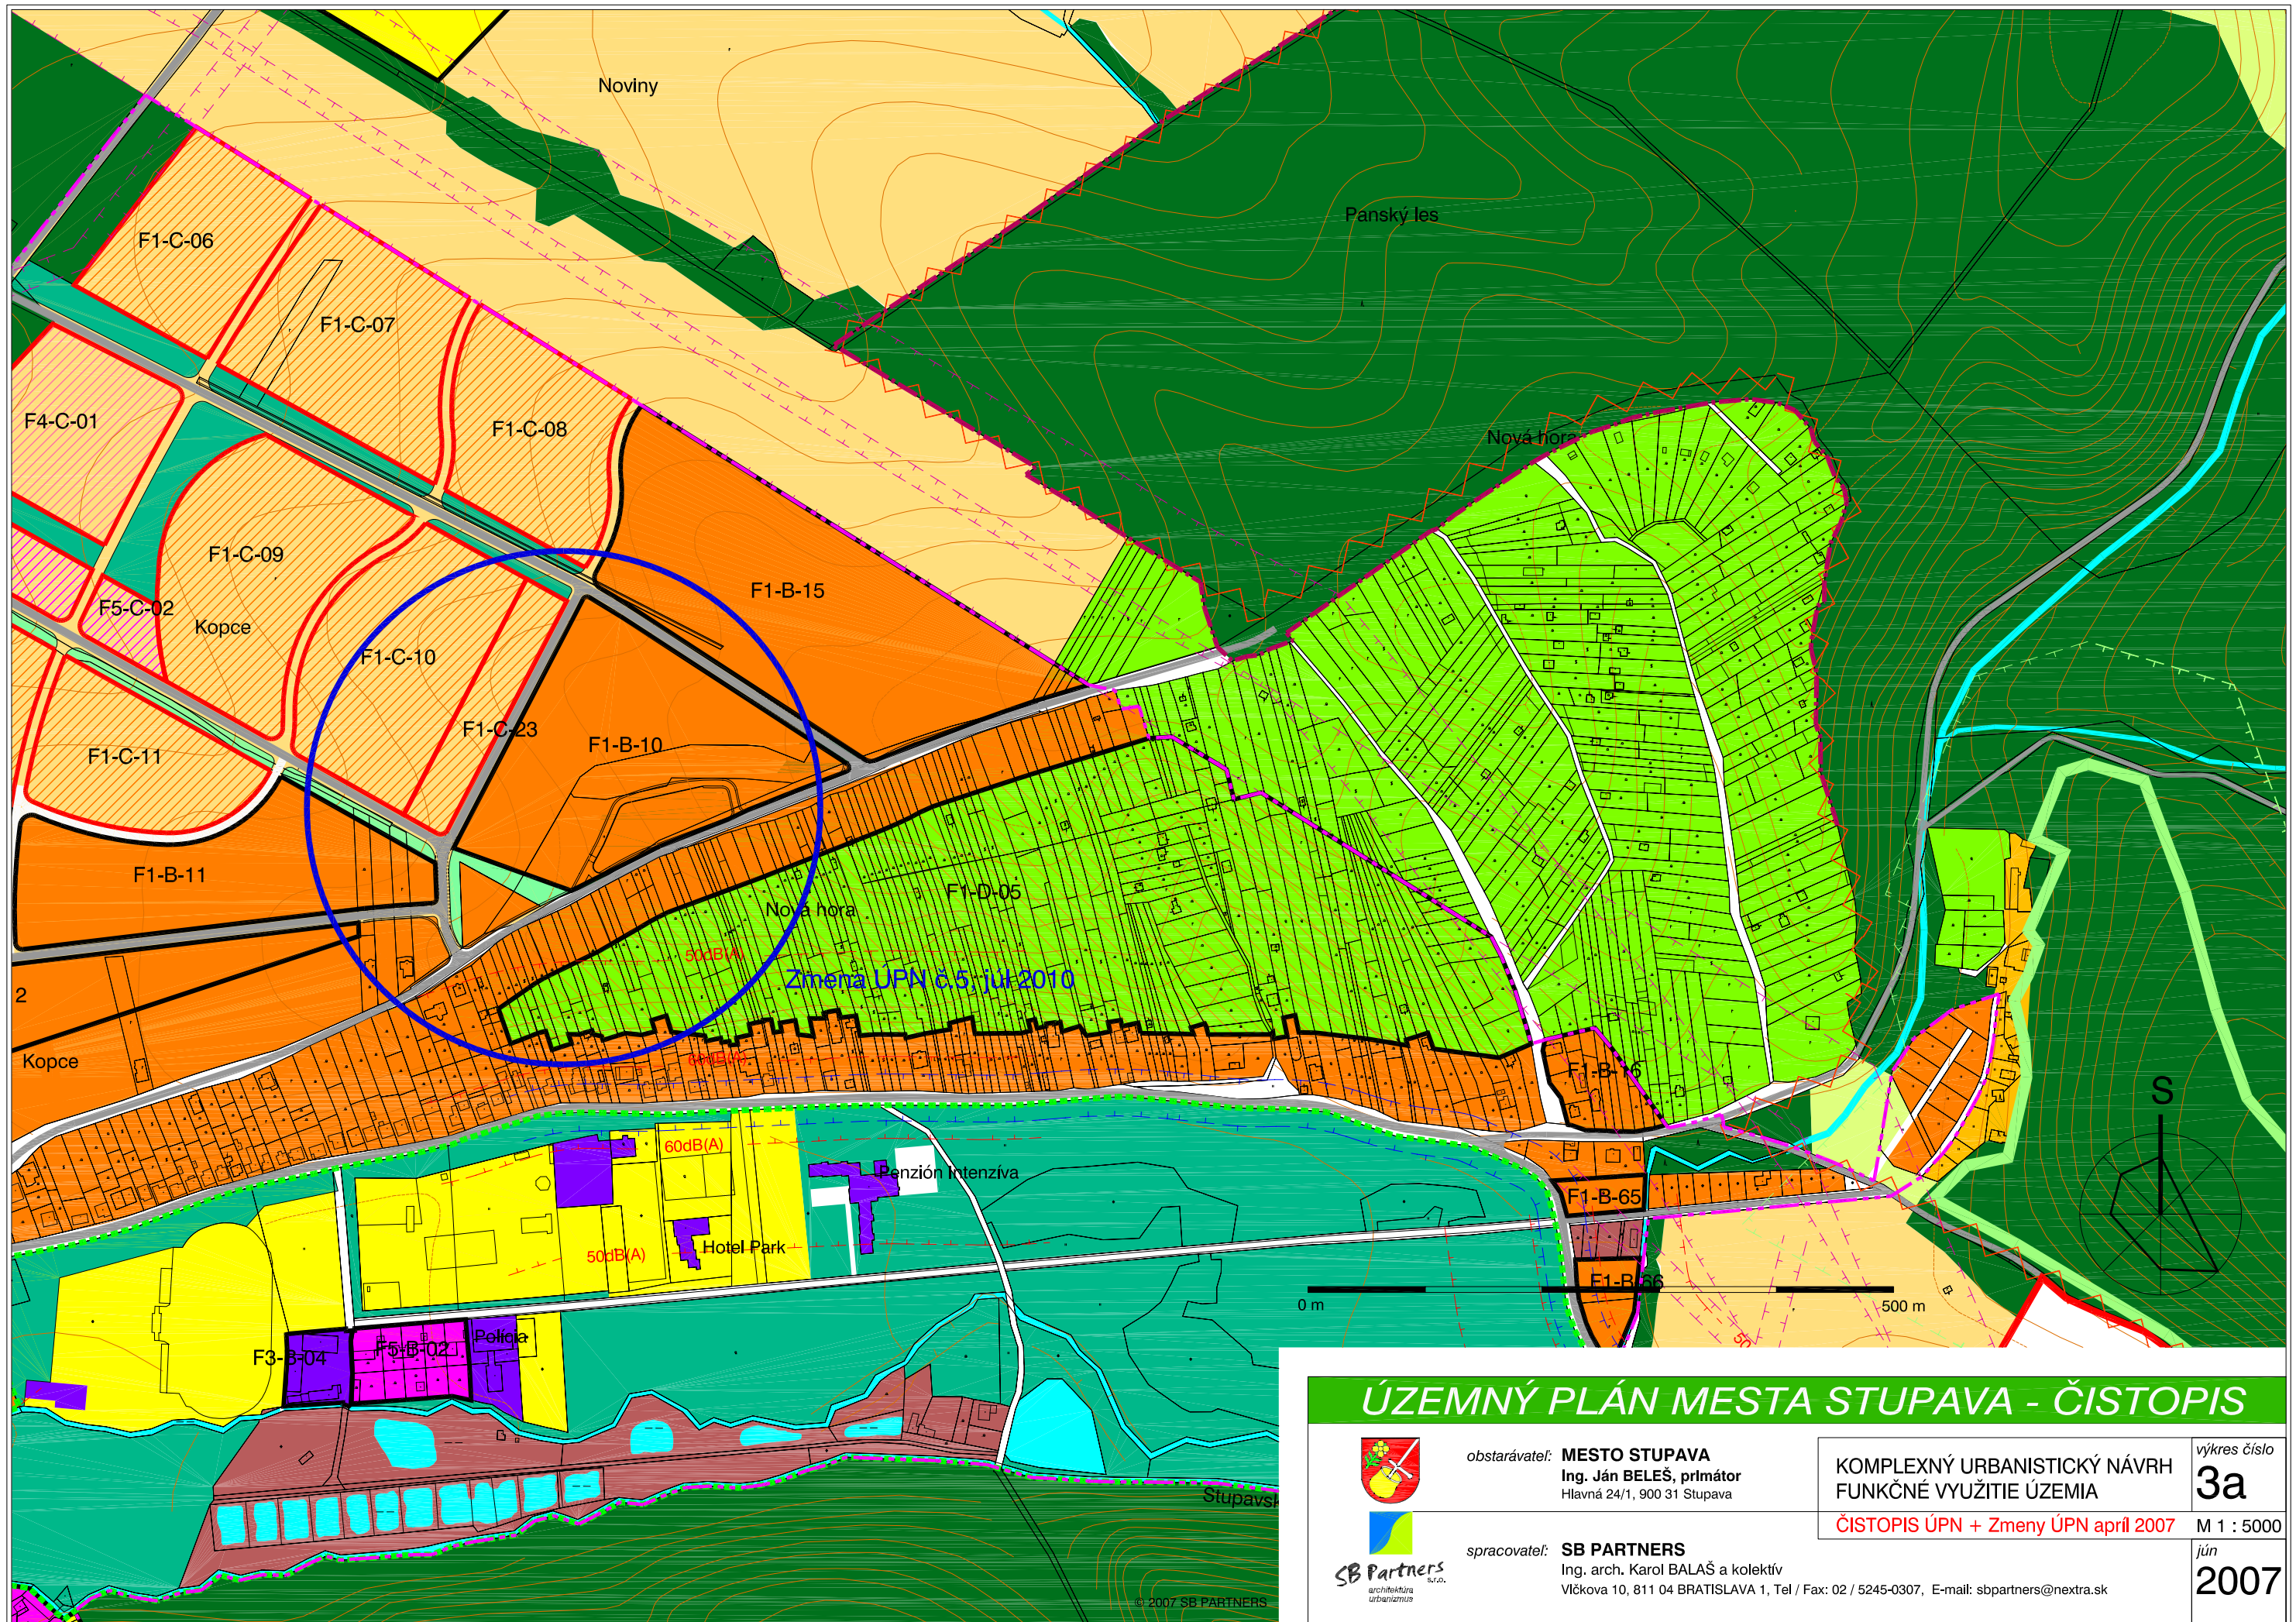 Noviny
Panský les
F1-C-06
F1-C-07
F4-C-01
F1-C-08
Nová hora
F1-C-09
F1-B-15
F5-C-02
Kopce
F1-C-10
F1-C-23
F1-B-10
F1-C-11
F1-B-11
F1-D-05
Nová hora
50dB(A)
Zmena ÚPN č.5, júl 2010
2
Kopce
60dB(A)
F1-B-16
S
60dB(A)
Penzión Intenzíva
F1-B-65
Hotel Park
50dB(A)
F1-B-66
0 m
500 m
Polícia
F3-B-04
F5-B-02
50
Stupavsk
© 2007 SB PARTNERS
ÚZEMNÝ PLÁN MESTA STUPAVA - ČISTOPIS
obstarávateľ: MESTO STUPAVA
Ing. Ján BELEŠ, primátor
Hlavná 24/1, 900 31 Stupava
KOMPLEXNÝ URBANISTICKÝ NÁVRH
FUNKČNÉ VYUŽITIE ÚZEMIA
výkres číslo
3a
ČISTOPIS ÚPN + Zmeny ÚPN apríl 2007
M 1 : 5000
SB Partners
s.r.o.
architektúra
urbanizmus
spracovateľ: SB PARTNERS
Ing. arch. Karol BALAŠ a kolektív
Vlčkova 10, 811 04 BRATISLAVA 1, Tel / Fax: 02 / 5245-0307, E-mail: sbpartners@nextra.sk
jún
2007